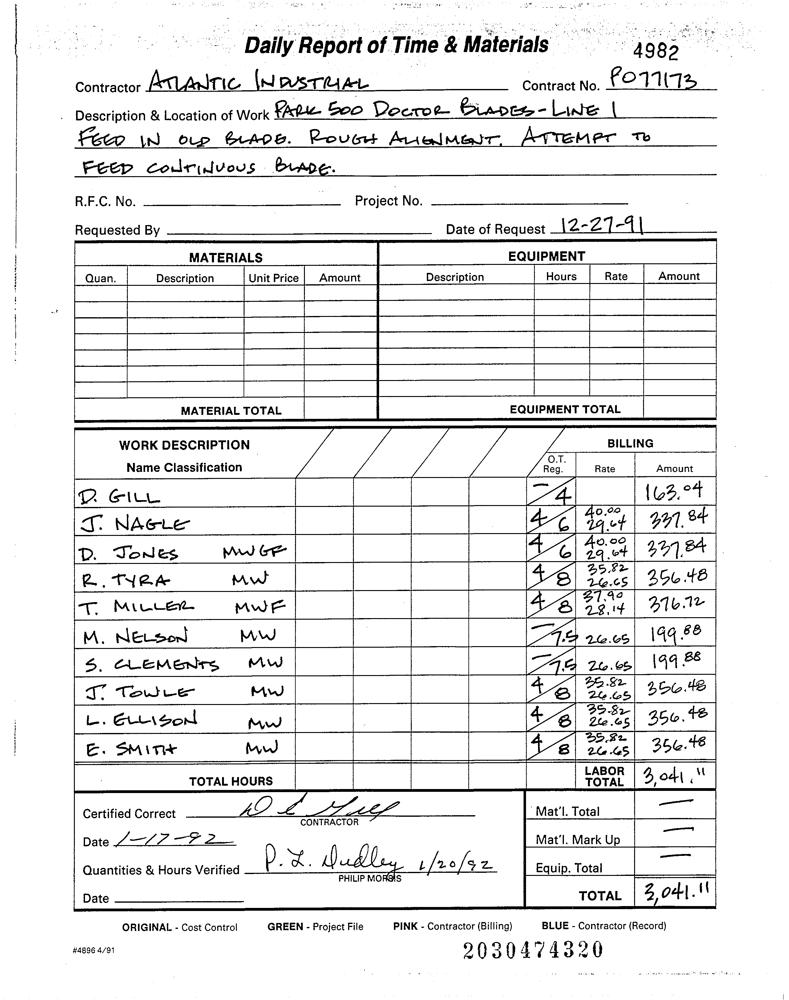 Daily Report of Time & Materials
4982
Contractor ATLANTIC INDUSTRIAL Contract No. PO77173
Description & Location of Work PARK 500 DOCTOR BLADES - LINE 1
FEED IN OLD BLADE. ROUGH ALIGNMENT. ATTEMPT TO
FEED CONTINUOUS BLADE.
R.F.C. No. Project No.
Requested By Date of Request 12-27-91
MATERIALS EQUIPMENT
Quan. Description Unit Price Amount Description Hours Rate Amount
MATERIAL TOTAL EQUIPMENT TOTAL
WORK DESCRIPTION BILLING
Name Classification O.T. Reg. Rate Amount
D. GILL -/4 163.04
J. NAGLE 4/6 40.00 29.64 337.84
D. JONES MWGF 4/6 40.00 29.64 337.84
R. TYRA MW 4/8 35.82 26.65 356.48
T. MILLER MWF 4/8 37.90 28.14 376.72
M. NELSON MW -/7.5 26.65 199.88
S. CLEMENTS MW -/7.5 26.65 199.88
J. TOWLE MW 4/8 35.82 26.65 356.48
L. ELLISON MW 4/8 35.82 26.65 356.48
E. SMITH MW 4/8 35.82 26.65 356.48
TOTAL HOURS LABOR TOTAL 3,041.11
Certified Correct D L Gill Mat'l. Total —
CONTRACTOR
Date 1-17-92 Mat'l. Mark Up —
Quantities & Hours Verified P. L. Dudley 1/20/92 Equip. Total —
PHILIP MORRIS
Date TOTAL 3,041.11
ORIGINAL - Cost Control GREEN - Project File PINK - Contractor (Billing) BLUE - Contractor (Record)
#4896 4/91
2030474320